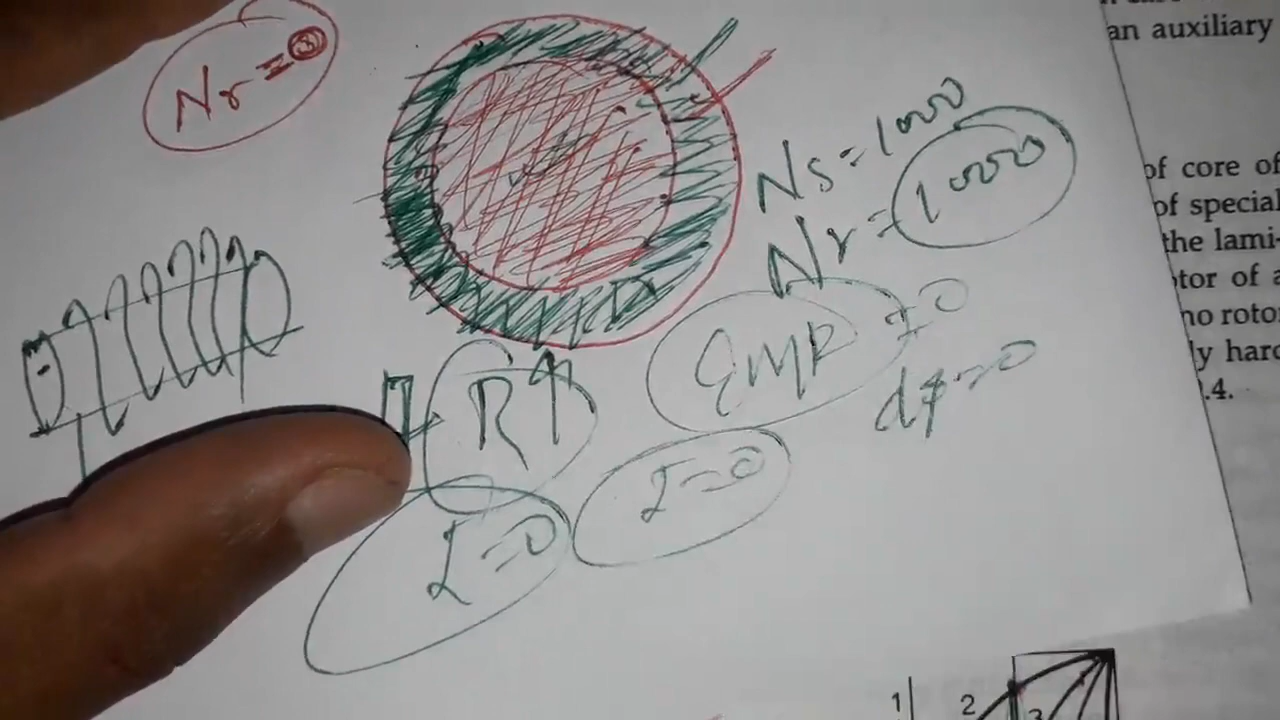 Nr = 0
Ns = 1000
Nr = 1000
EMF = 0
dφ = 0
R↑
I = 0
I = 0
an auxiliary
of core of
of special
the lami-
tor of a
no roto
ly hard
.4.
1
2
3